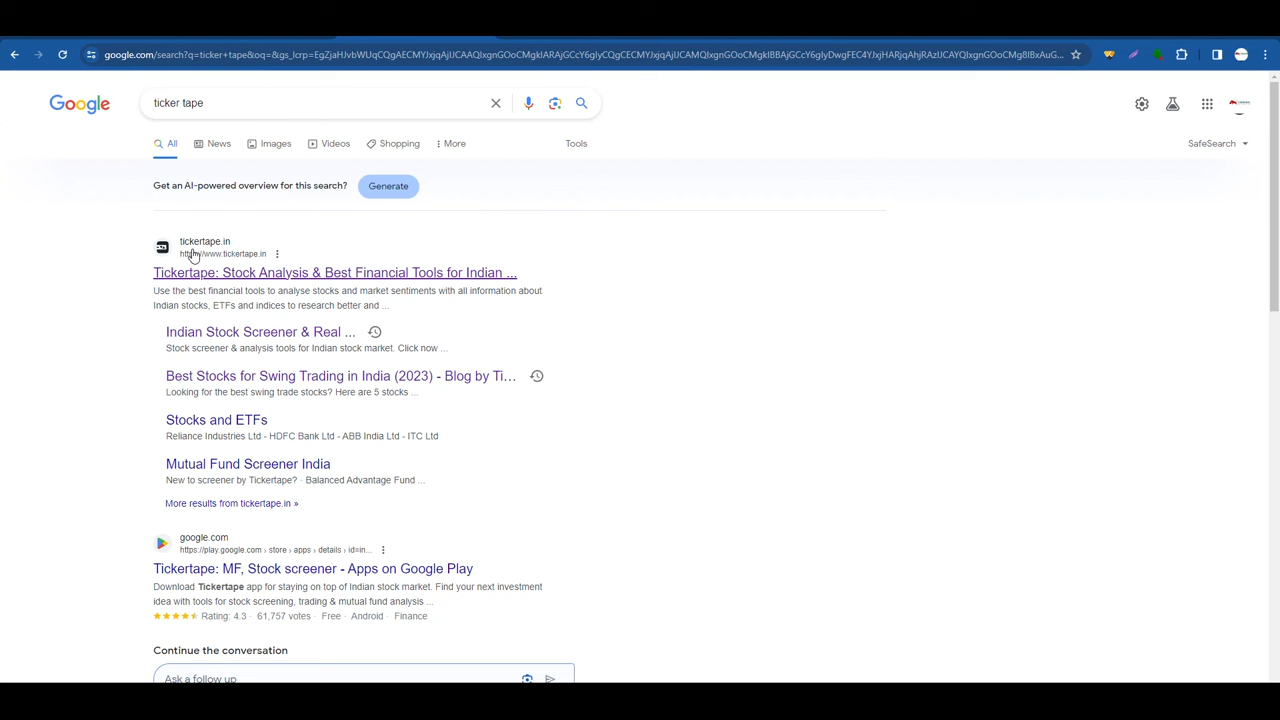 google.com/search?q=ticker+tape&oq=&gs_lcrp=
Google
ticker tape
All
News
Images
Videos
Shopping
More
Tools
SafeSearch
Get an AI-powered overview for this search?
Generate
tickertape.in
https://www.tickertape.in
Tickertape: Stock Analysis & Best Financial Tools for Indian ...
Use the best financial tools to analyse stocks and market sentiments with all information about
Indian stocks, ETFs and indices to research better and ...
Indian Stock Screener & Real ...
Stock screener & analysis tools for Indian stock market. Click now ...
Best Stocks for Swing Trading in India (2023) - Blog by Ti...
Looking for the best swing trade stocks? Here are 5 stocks ...
Stocks and ETFs
Reliance Industries Ltd - HDFC Bank Ltd - ABB India Ltd - ITC Ltd
Mutual Fund Screener India
New to screener by Tickertape? · Balanced Advantage Fund ...
More results from tickertape.in »
google.com
https://play.google.com › store › apps › details › id=in...
Tickertape: MF, Stock screener - Apps on Google Play
Download Tickertape app for staying on top of Indian stock market. Find your next investment
idea with tools for stock screening, trading & mutual fund analysis ...
Rating: 4.3 · 61,757 votes · Free · Android · Finance
Continue the conversation
Ask a follow up